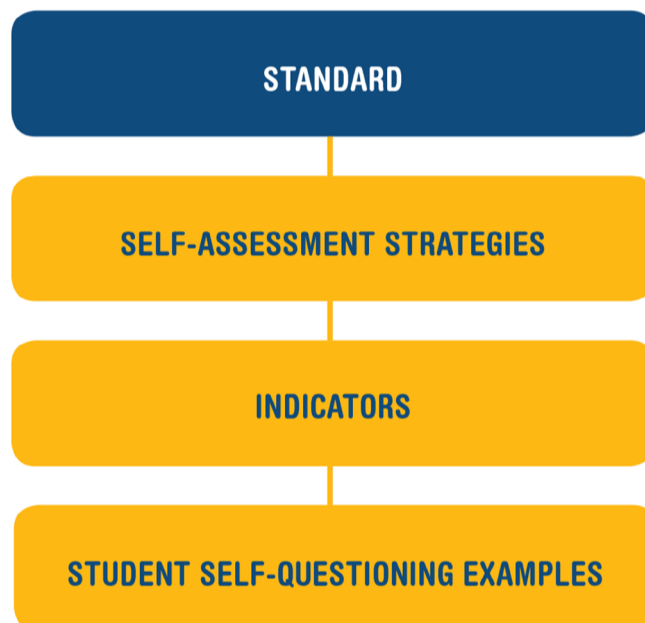 STANDARD
SELF-ASSESSMENT STRATEGIES
INDICATORS
STUDENT SELF-QUESTIONING EXAMPLES